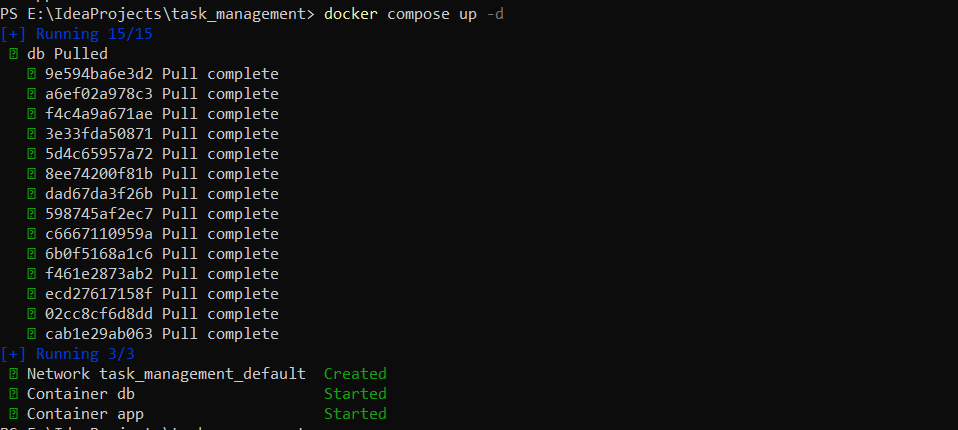 PS E:\IdeaProjects\task_management> docker compose up -d
[+] Running 15/15
db Pulled
9e594ba6e3d2 Pull complete
a6ef02a978c3 Pull complete
f4c4a9a671ae Pull complete
3e33fda50871 Pull complete
5d4c65957a72 Pull complete
8ee74200f81b Pull complete
dad67da3f26b Pull complete
598745af2ec7 Pull complete
c6667110959a Pull complete
6b0f5168a1c6 Pull complete
f461e2873ab2 Pull complete
ecd27617158f Pull complete
02cc8cf6d8dd Pull complete
cab1e29ab063 Pull complete
[+] Running 3/3
Network task_management_default Created
Container db Started
Container app Started